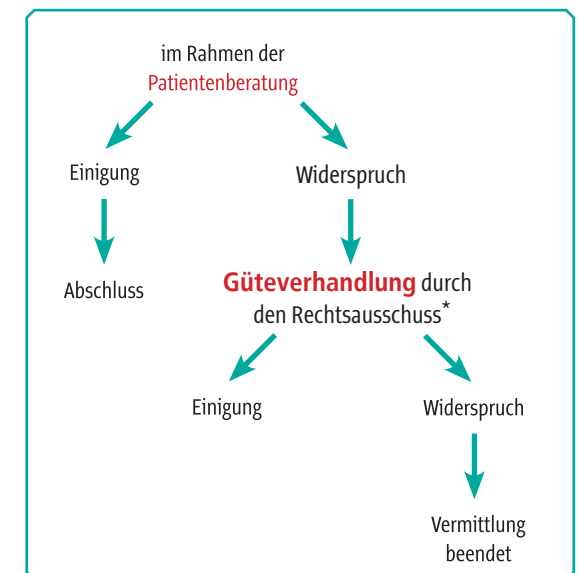 im Rahmen der
Patientenberatung
Einigung
Widerspruch
Abschluss
Güteverhandlung durch
den Rechtsausschuss*
Einigung
Widerspruch
Vermittlung
beendet